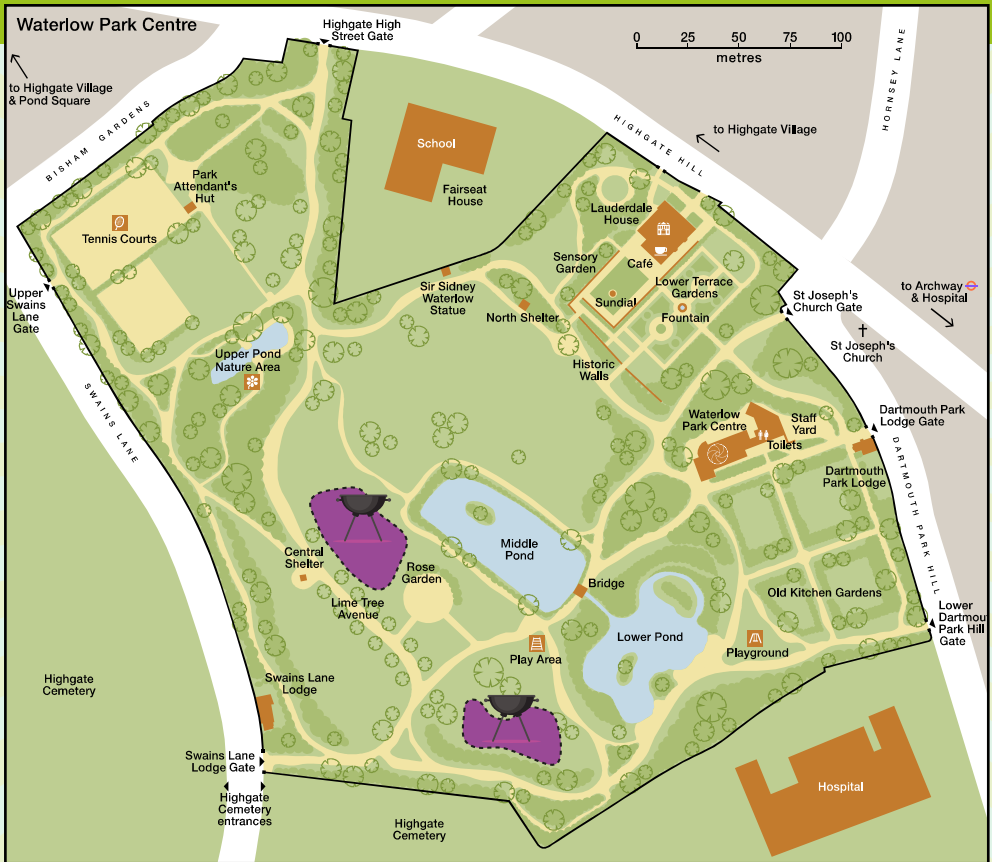 Waterlow Park Centre
Highgate High
Street Gate
0 25 50 75 100
metres
HORNSEY LANE
to Highgate Village
& Pond Square
BISHAM GARDENS
HIGHGATE HILL
to Highgate Village
School
Fairseat
House
Park
Attendant's
Hut
Tennis Courts
Lauderdale
House
Café
Sensory
Garden
Lower Terrace
Gardens
Sundial
Fountain
Sir Sidney
Waterlow
Statue
North Shelter
Upper
Swains
Lane
Gate
to Archway
& Hospital
St Joseph's
Church Gate
St Joseph's
Church
Upper Pond
Nature Area
Historic
Walls
SWAINS LANE
Waterlow
Park Centre
Staff
Yard
Toilets
Dartmouth Park
Lodge Gate
Dartmouth
Park Lodge
DARTMOUTH PARK HILL
Middle
Pond
Central
Shelter
Rose
Garden
Bridge
Lime Tree
Avenue
Old Kitchen Gardens
Lower
Dartmou
Park Hill
Gate
Lower Pond
Play Area
Playground
Highgate
Cemetery
Swains Lane
Lodge
Swains Lane
Lodge Gate
Highgate
Cemetery
entrances
Highgate
Cemetery
Hospital